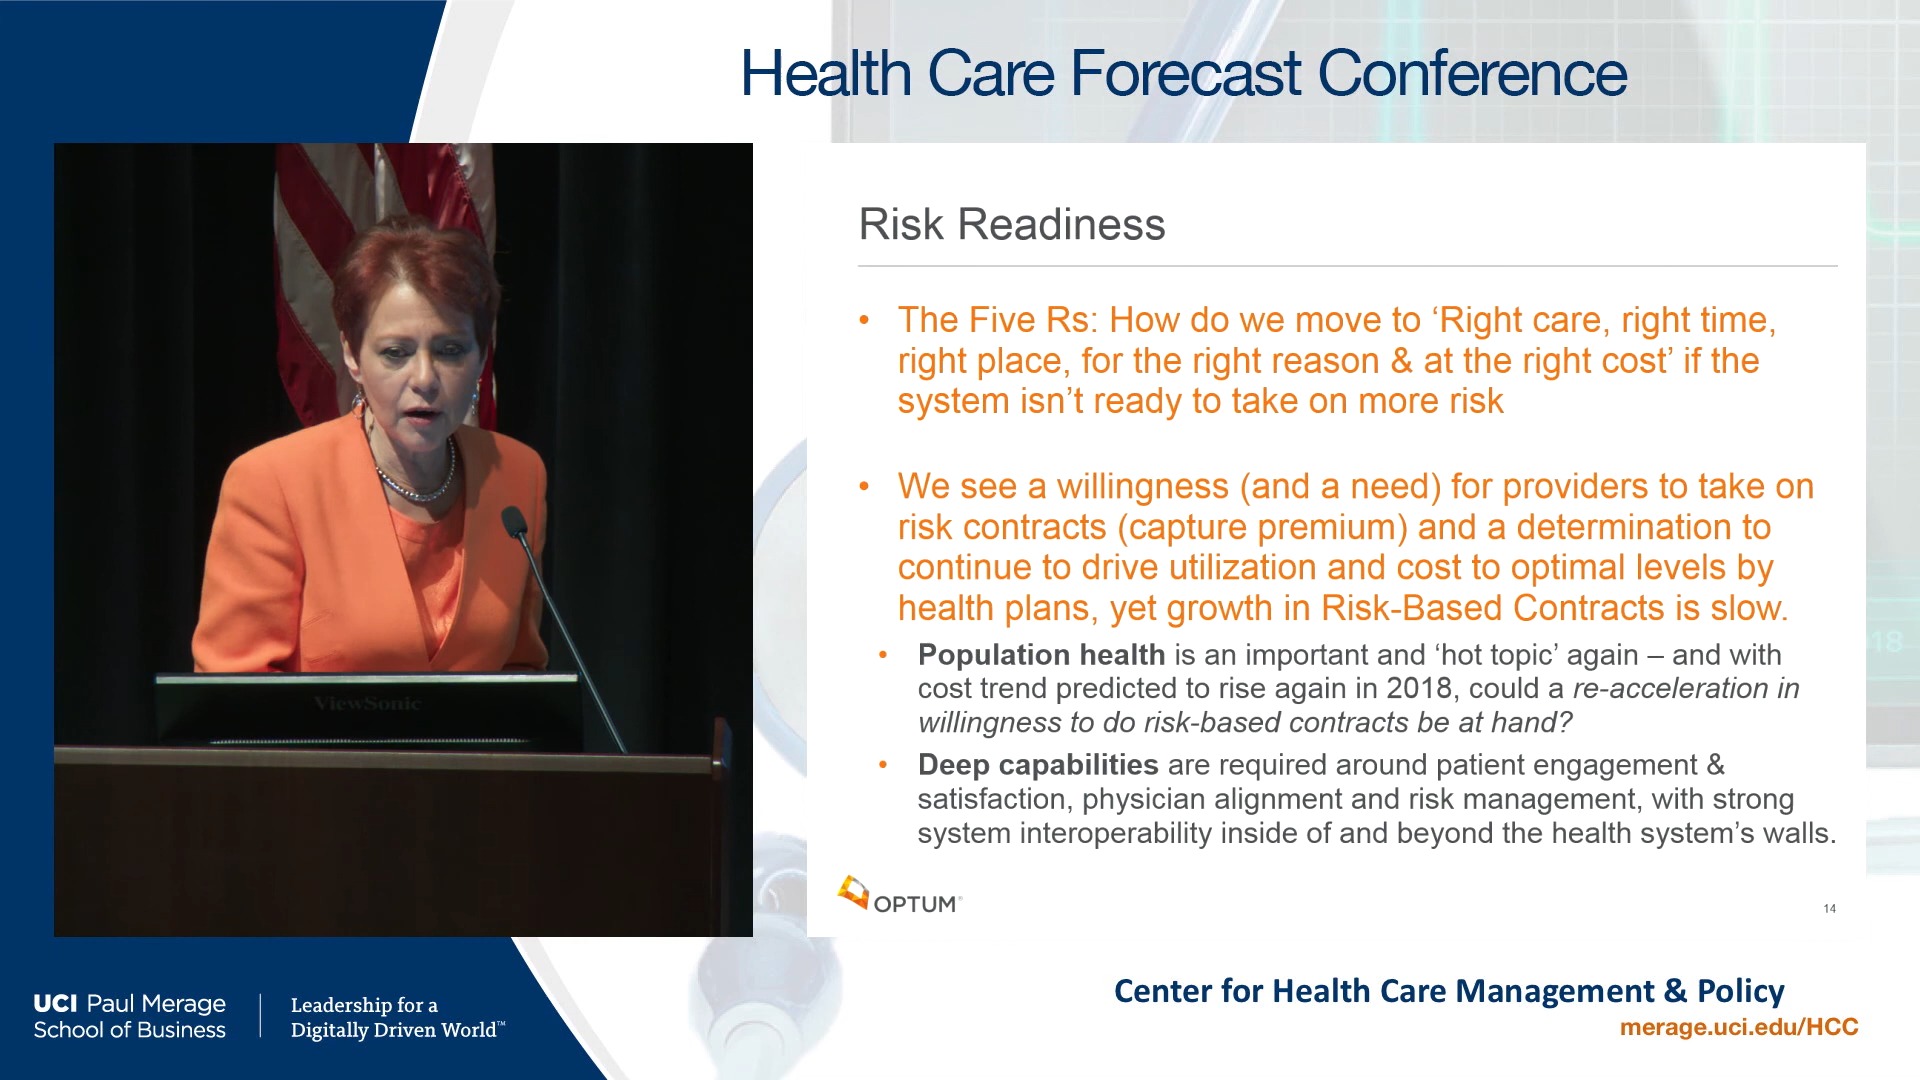 Health Care Forecast Conference
Risk Readiness
• The Five Rs: How do we move to ‘Right care, right time,
right place, for the right reason & at the right cost’ if the
system isn’t ready to take on more risk
• We see a willingness (and a need) for providers to take on
risk contracts (capture premium) and a determination to
continue to drive utilization and cost to optimal levels by
health plans, yet growth in Risk-Based Contracts is slow.
• Population health is an important and ‘hot topic’ again – and with
cost trend predicted to rise again in 2018, could a re-acceleration in
willingness to do risk-based contracts be at hand?
• Deep capabilities are required around patient engagement &
satisfaction, physician alignment and risk management, with strong
system interoperability inside of and beyond the health system’s walls.
OPTUM®
14
ViewSonic
18
UCI Paul Merage
School of Business
Leadership for a
Digitally Driven World™
Center for Health Care Management & Policy
merage.uci.edu/HCC